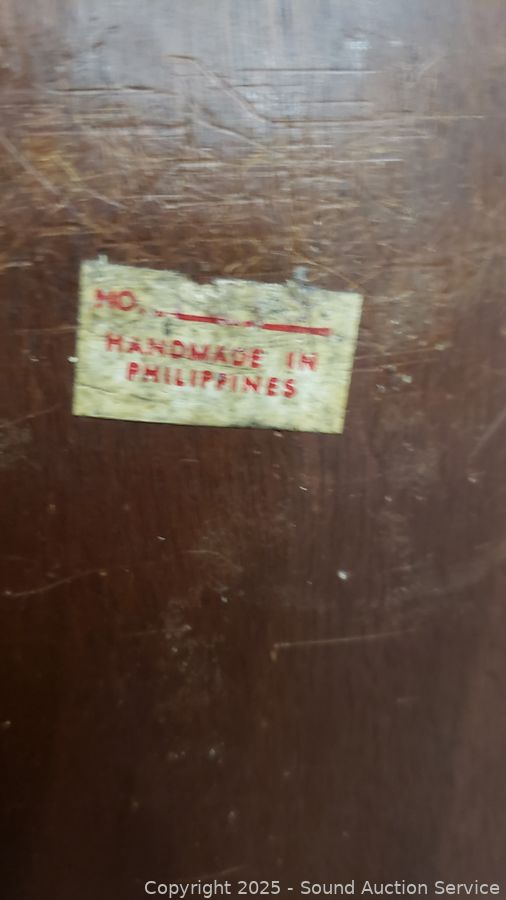 NO.
HANDMADE IN
PHILIPPINES
Copyright 2025 - Sound Auction Service